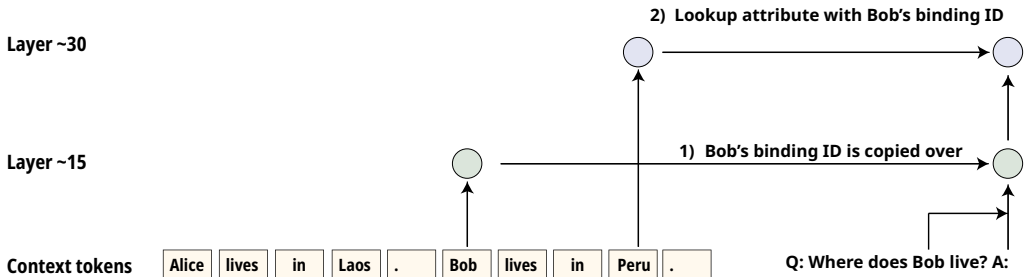 2) Lookup attribute with Bob's binding ID
Layer ~30
1) Bob's binding ID is copied over
Layer ~15
Context tokens Alice lives in Laos . Bob lives in Peru . Q: Where does Bob live? A: